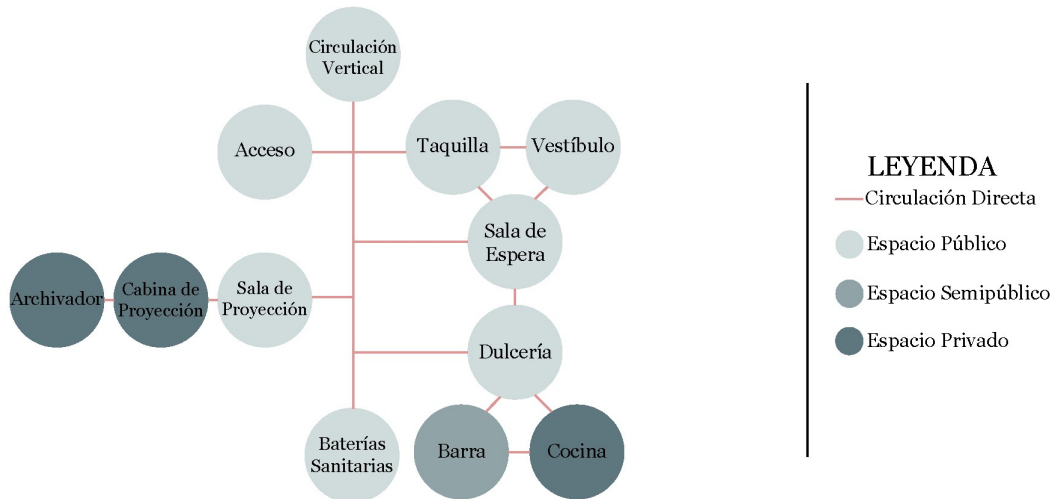 Circulación
Vertical
Acceso
Taquilla
Vestíbulo
Sala de
Espera
Archivador
Cabina de
Proyección
Sala de
Proyección
Dulcería
Baterías
Sanitarias
Barra
Cocina
LEYENDA
Circulación Directa
Espacio Público
Espacio Semipúblico
Espacio Privado